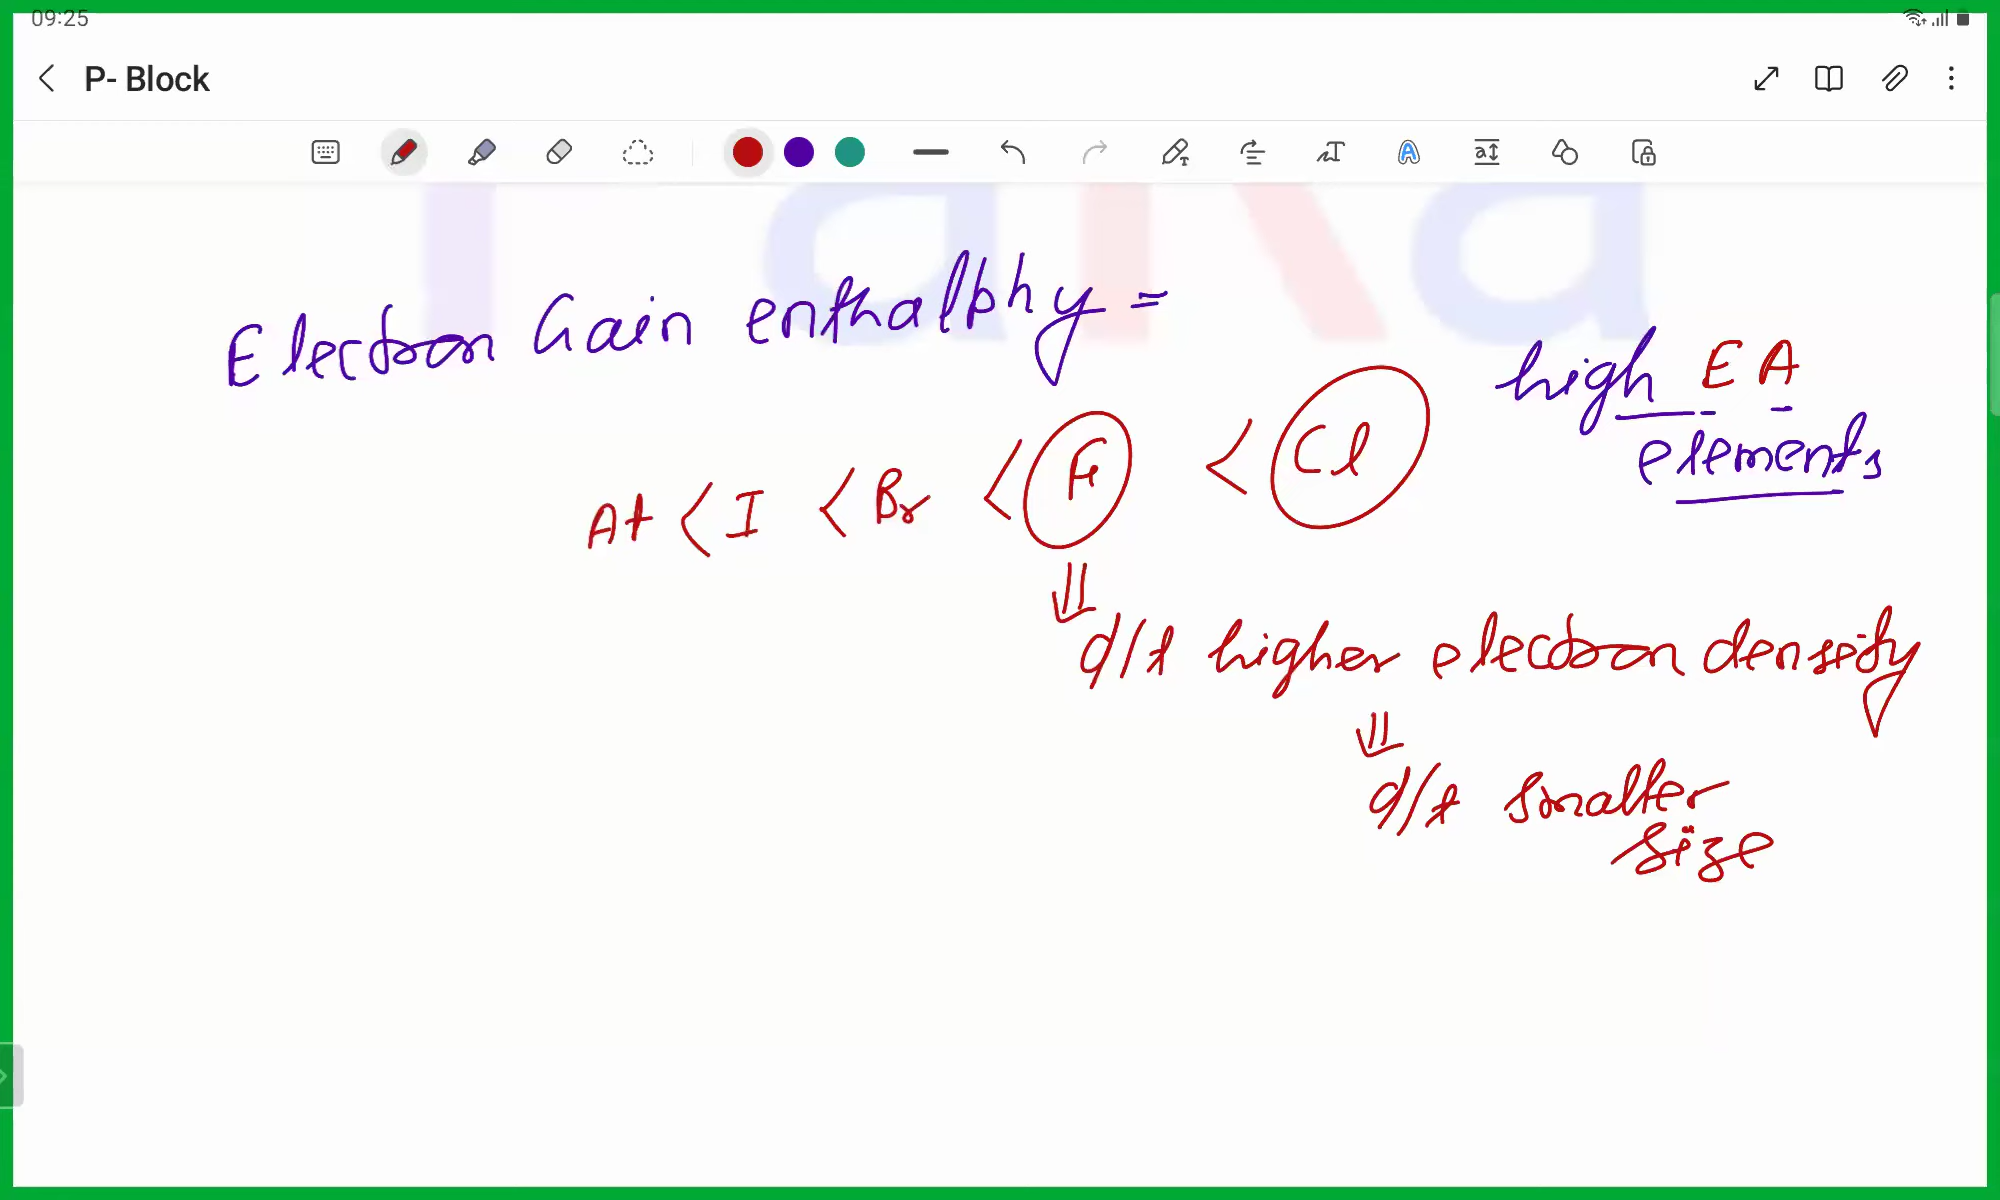 09:25
P- Block
Electron Gain enthalphy =
high EA
elements
At < I < Br < F < Cl
d/t higher electron density
d/t smaller
size